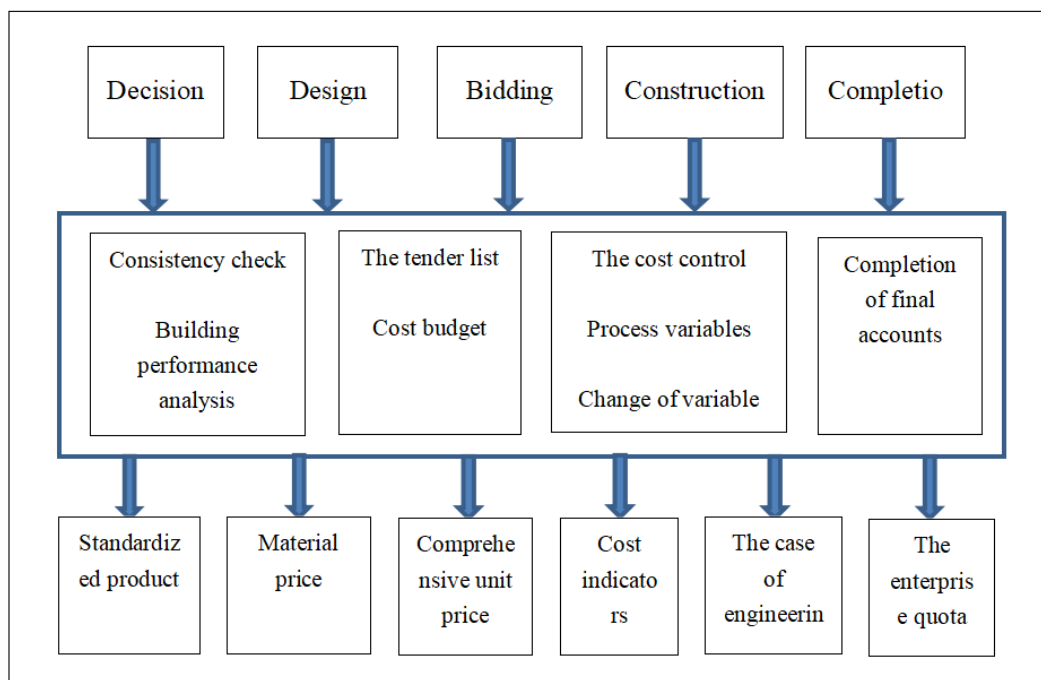 Decision
Design
Bidding
Construction
Completio
Consistency check
Building
performance
analysis
The tender list
Cost budget
The cost control
Process variables
Change of variable
Completion
of final
accounts
Standardiz
ed product
Material
price
Comprehe
nsive unit
price
Cost
indicato
rs
The case
of
engineerin
The
enterpris
e quota